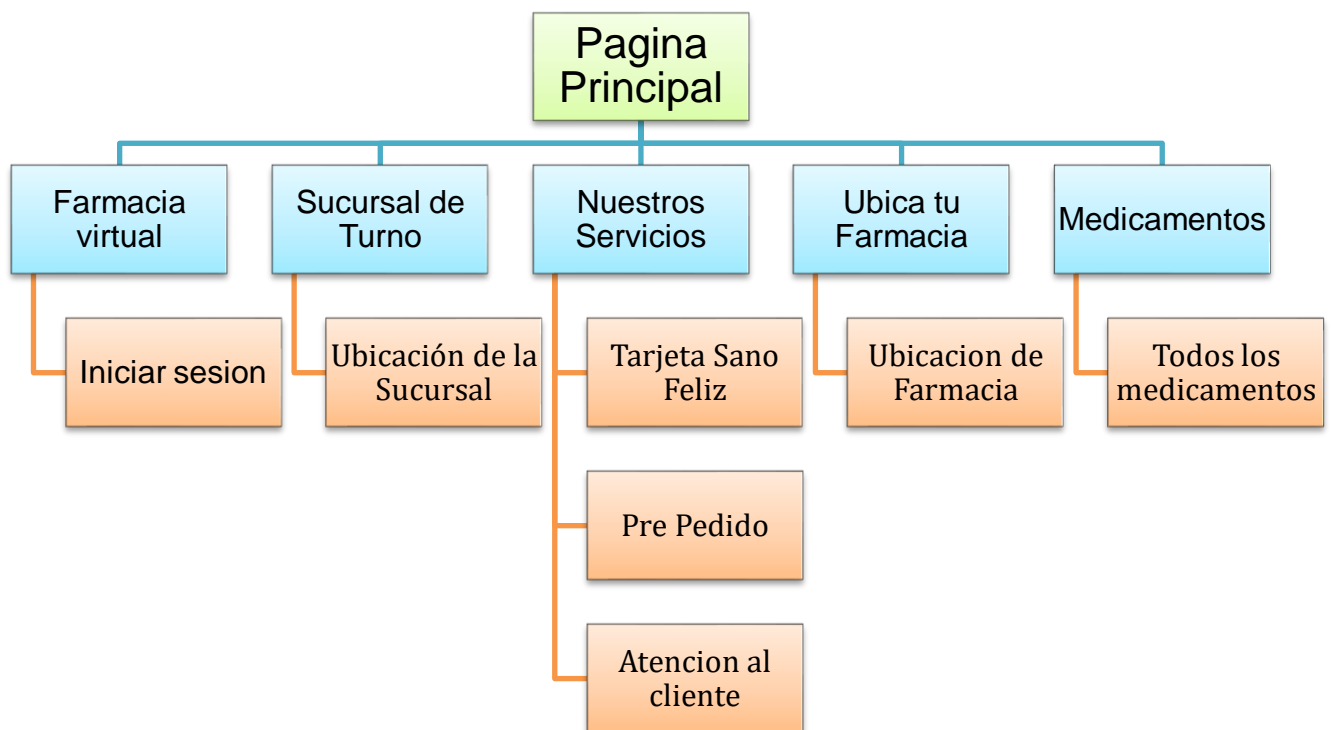 Pagina
Principal
Farmacia
virtual
Sucursal de
Turno
Nuestros
Servicios
Ubica tu
Farmacia
Medicamentos
Iniciar sesion
Ubicación de la
Sucursal
Tarjeta Sano
Feliz
Ubicacion de
Farmacia
Todos los
medicamentos
Pre Pedido
Atencion al
cliente